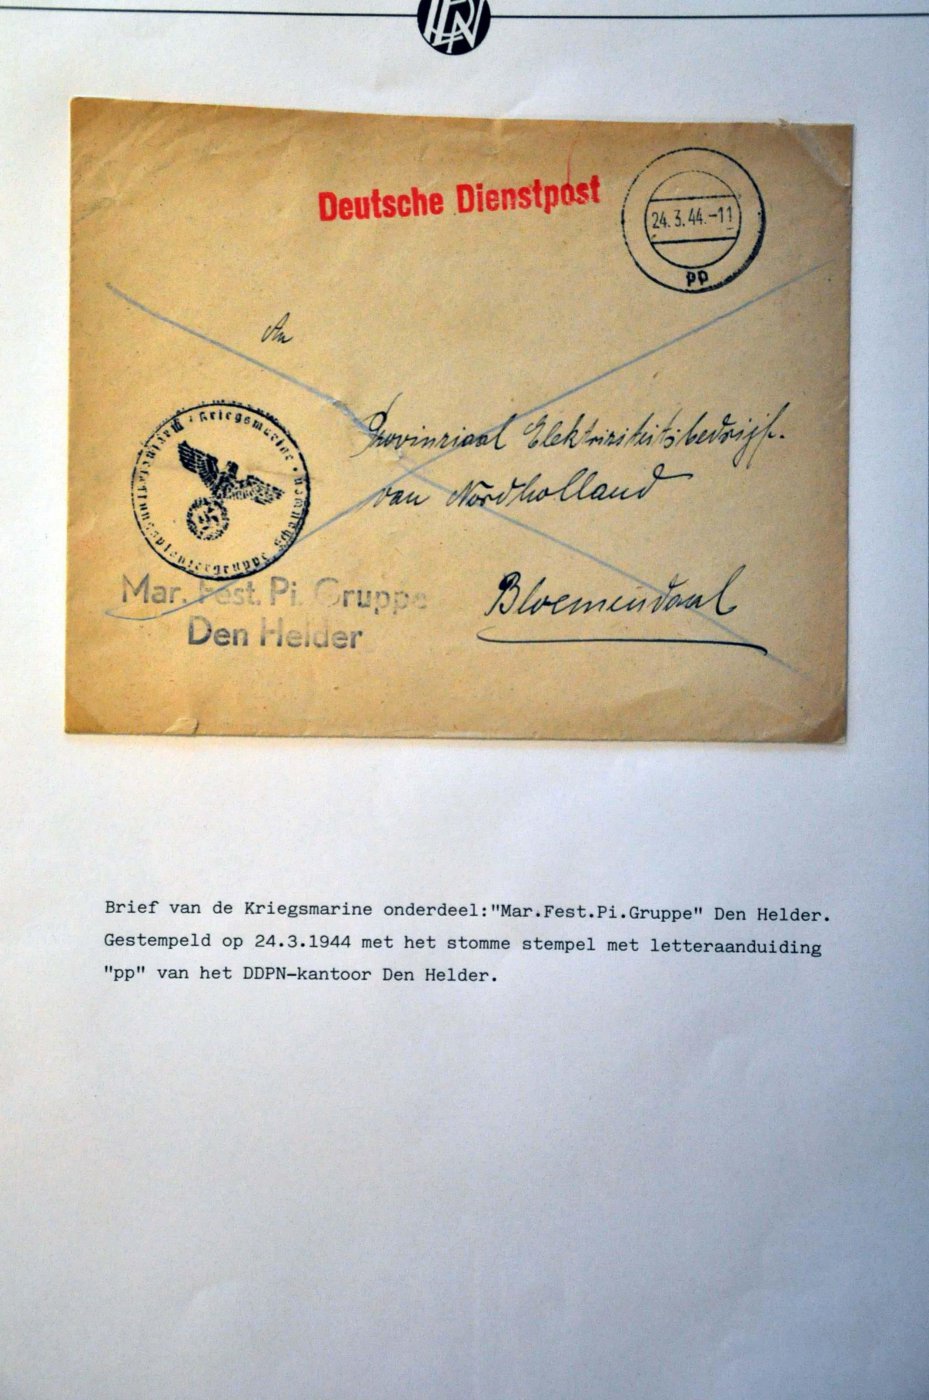 Deutsche Dienstpost
24.3.44.-11
pp
An
Provinziaal Elektriziteitsbedrijf.
van Nordholland
Bloemendaal
Kriegsmarine
Mar. Fest. Pi. Gruppe
Den Helder
Brief van de Kriegsmarine onderdeel:"Mar.Fest.Pi.Gruppe" Den Helder.
Gestempeld op 24.3.1944 met het stomme stempel met letteraanduiding
"pp" van het DDPN-kantoor Den Helder.